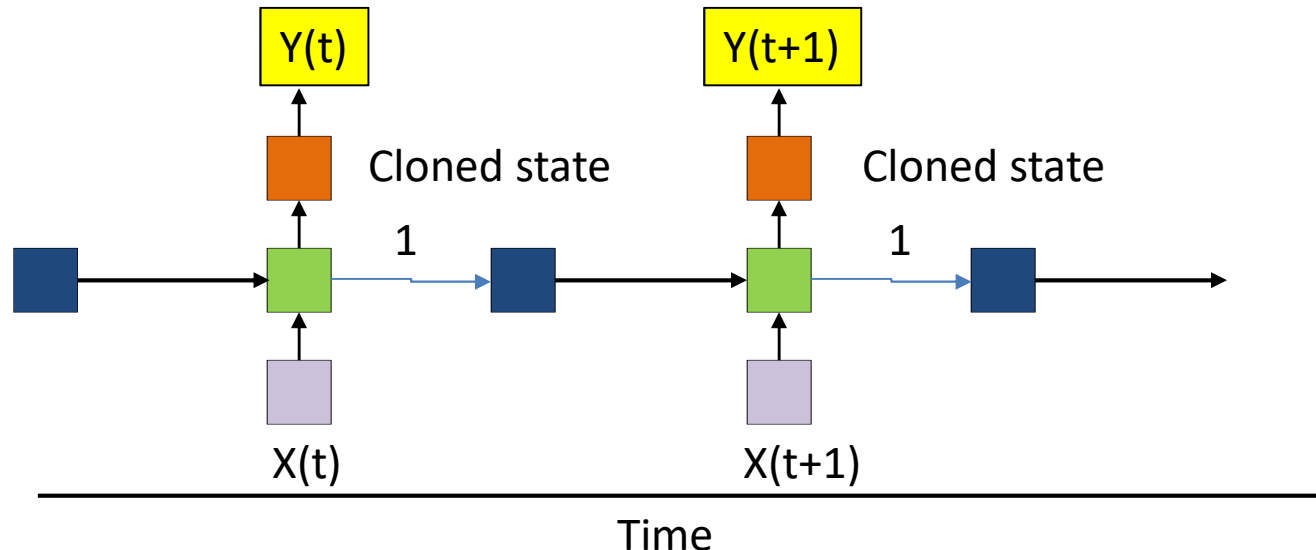 Y(t)
Y(t+1)
Cloned state
Cloned state
1
1
X(t)
X(t+1)
Time